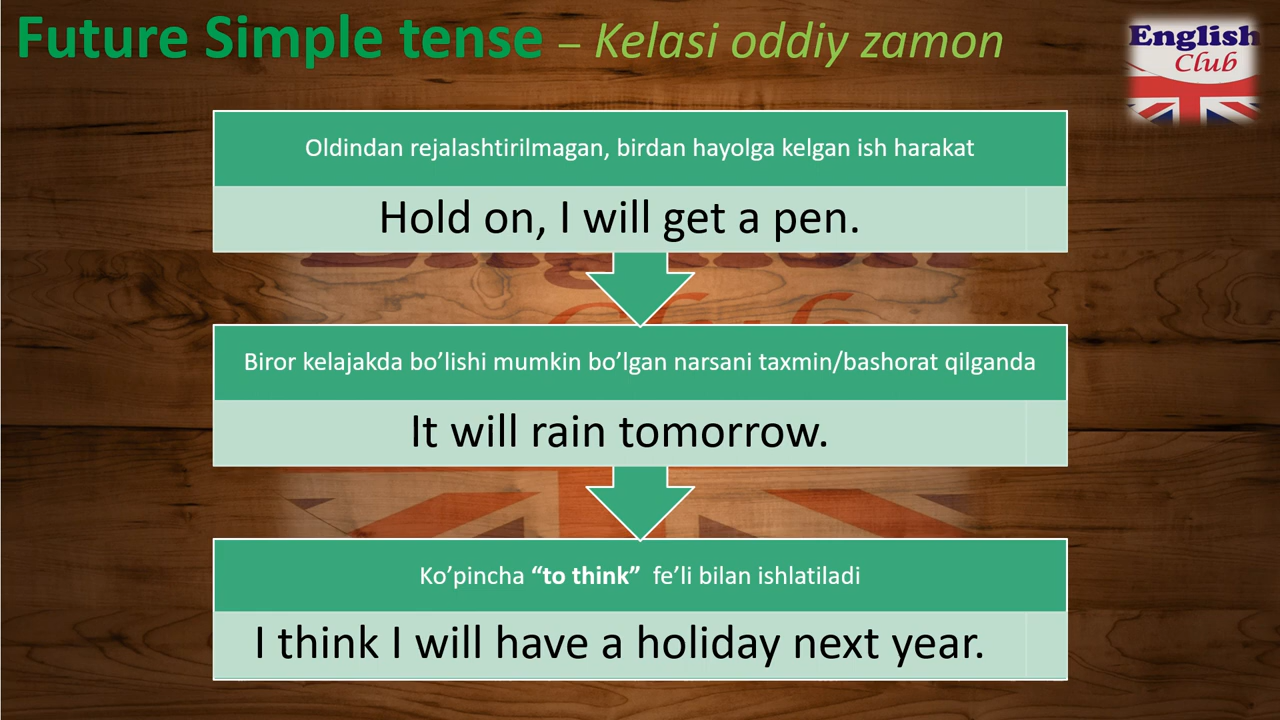 Future Simple tense – Kelasi oddiy zamon
English
Club
Oldindan rejalashtirilmagan, birdan hayolga kelgan ish harakat
Hold on, I will get a pen.
Biror kelajakda bo’lishi mumkin bo’lgan narsani taxmin/bashorat qilganda
It will rain tomorrow.
Ko’pincha “to think” fe’li bilan ishlatiladi
I think I will have a holiday next year.